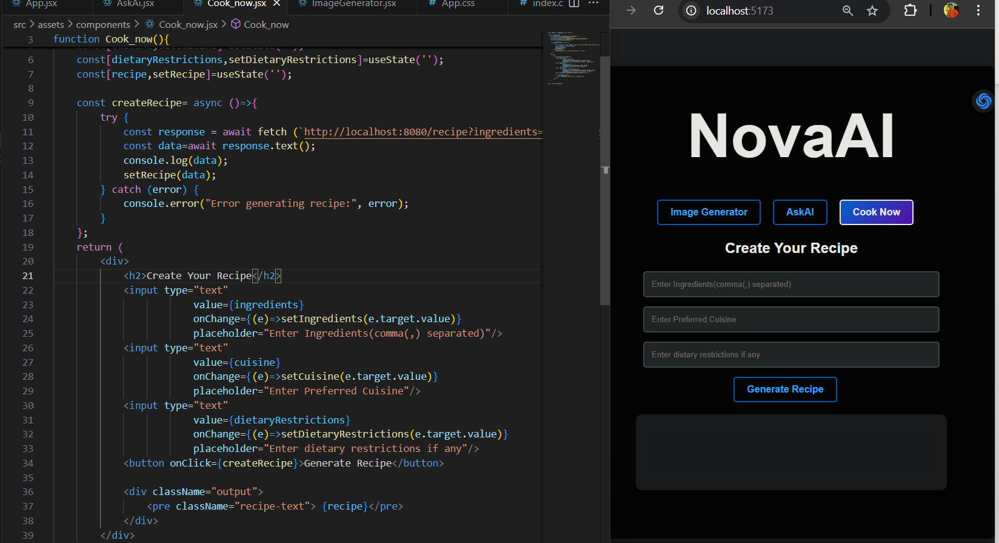 App.jsx
AskAi.jsx
Cook_now.jsx
ImageGenerator.jsx
# App.css
# index.c
src > assets > components > Cook_now.jsx > Cook_now
3 function Cook_now(){
6 const[dietaryRestrictions,setDietaryRestrictions]=useState('');
7 const[recipe,setRecipe]=useState('');
8
9 const createRecipe= async ()=>{
10 try {
11 const response = await fetch (`http://localhost:8080/recipe?ingredients=
12 const data=await response.text();
13 console.log(data);
14 setRecipe(data);
15 } catch (error) {
16 console.error("Error generating recipe:", error);
17 }
18 };
19 return (
20 <div>
21 <h2>Create Your Recipe</h2>
22 <input type="text"
23 value={ingredients}
24 onChange={(e)=>setIngredients(e.target.value)}
25 placeholder="Enter Ingredients(comma(,) separated)"/>
26 <input type="text"
27 value={cuisine}
28 onChange={(e)=>setCuisine(e.target.value)}
29 placeholder="Enter Preferred Cuisine"/>
30 <input type="text"
31 value={dietaryRestrictions}
32 onChange={(e)=>setDietaryRestrictions(e.target.value)}
33 placeholder="Enter dietary restrictions if any"/>
34 <button onClick={createRecipe}>Generate Recipe</button>
35
36 <div className="output">
37 <pre className="recipe-text"> {recipe}</pre>
38 </div>
39 </div>
localhost:5173
NovaAI
Image Generator
AskAI
Cook Now
Create Your Recipe
Enter Ingredients(comma(,) separated)
Enter Preferred Cuisine
Enter dietary restrictions if any
Generate Recipe